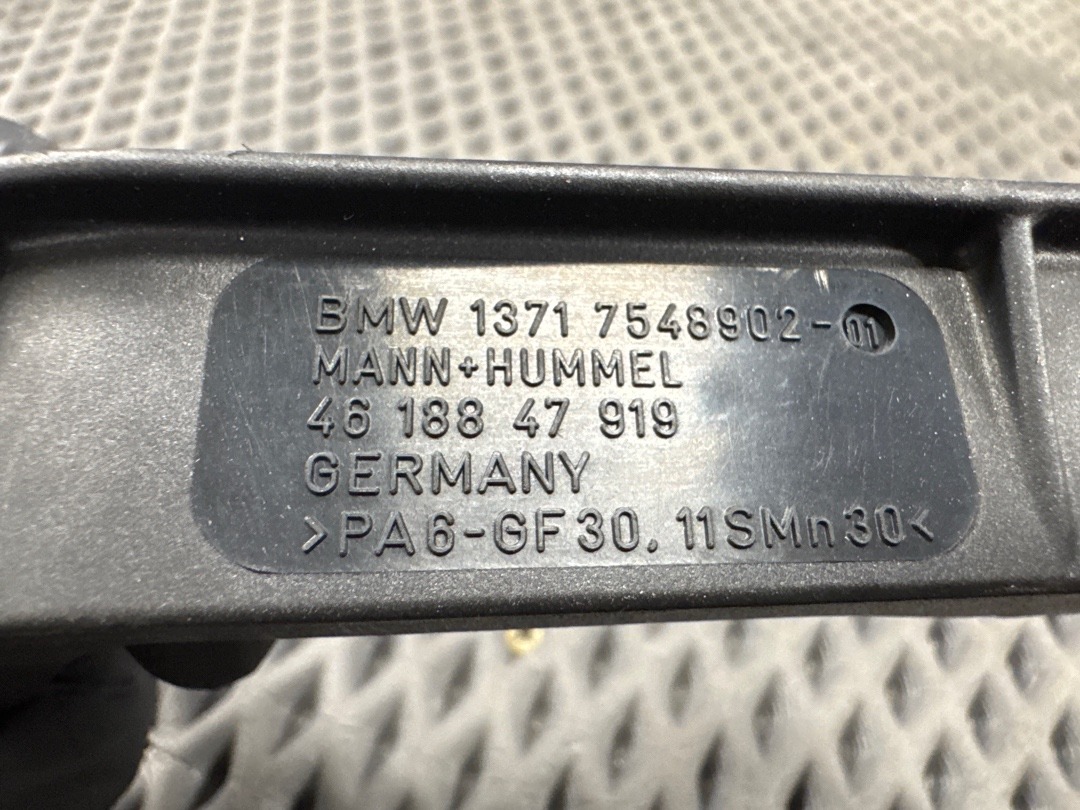 BMW 1371 7548902-01
MANN+HUMMEL
46 188 47 919
GERMANY
>PA6-GF30, 11SMn30<